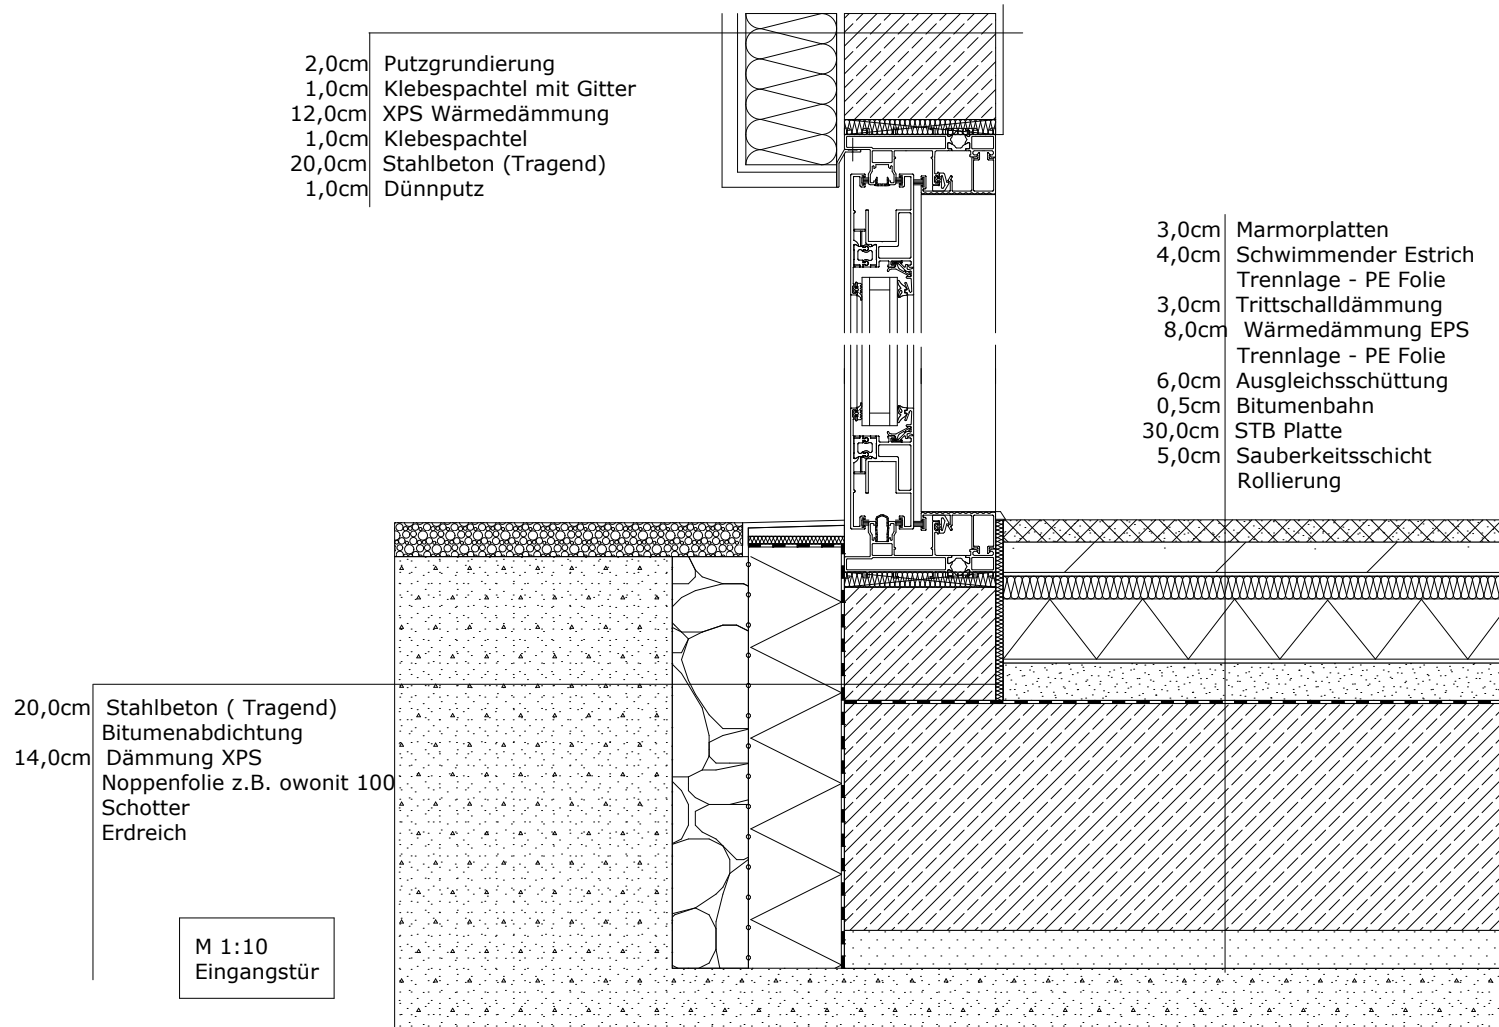 2,0cm Putzgrundierung
1,0cm Klebespachtel mit Gitter
12,0cm XPS Wärmedämmung
1,0cm Klebespachtel
20,0cm Stahlbeton (Tragend)
1,0cm Dünnputz
3,0cm Marmorplatten
4,0cm Schwimmender Estrich
Trennlage - PE Folie
3,0cm Trittschalldämmung
8,0cm Wärmedämmung EPS
Trennlage - PE Folie
6,0cm Ausgleichsschüttung
0,5cm Bitumenbahn
30,0cm STB Platte
5,0cm Sauberkeitsschicht
Rollierung
20,0cm Stahlbeton ( Tragend)
Bitumenabdichtung
14,0cm Dämmung XPS
Noppenfolie z.B. owonit 100
Schotter
Erdreich
M 1:10
Eingangstür